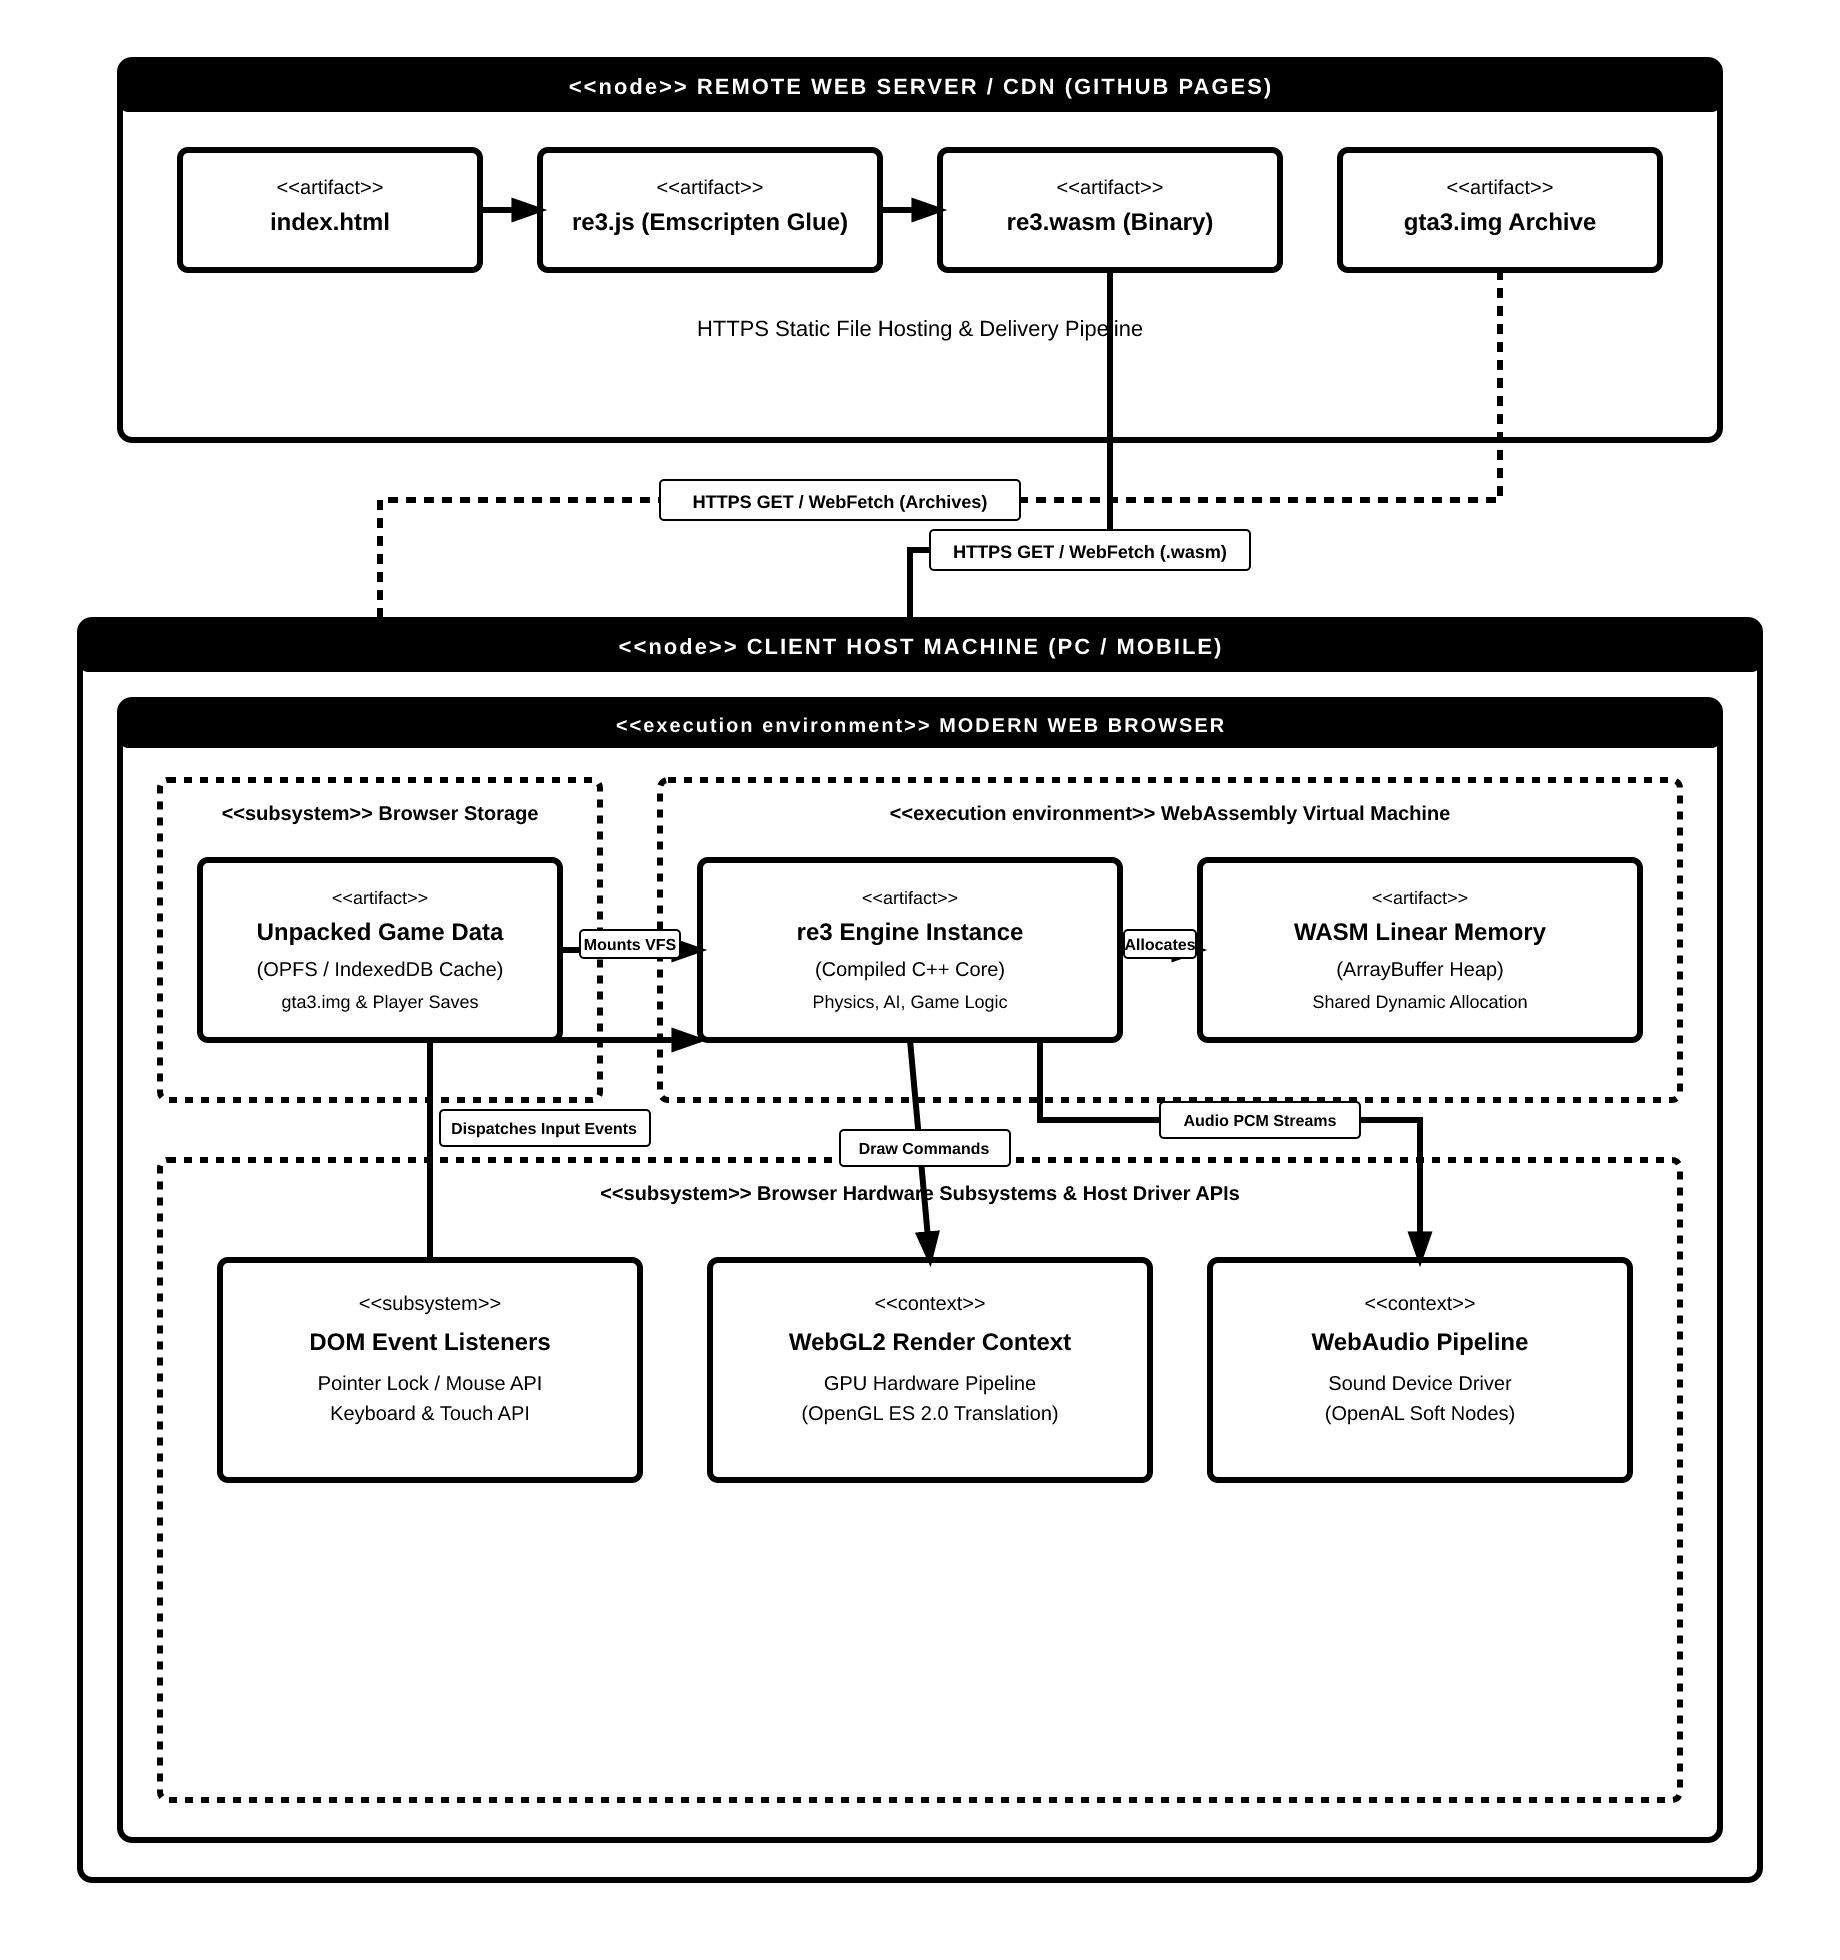 <<node>> REMOTE WEB SERVER / CDN (GITHUB PAGES)
<<artifact>>
index.html
<<artifact>>
re3.js (Emscripten Glue)
<<artifact>>
re3.wasm (Binary)
<<artifact>>
gta3.img Archive
HTTPS Static File Hosting & Delivery Pipeline
HTTPS GET / WebFetch (Archives)
HTTPS GET / WebFetch (.wasm)
<<node>> CLIENT HOST MACHINE (PC / MOBILE)
<<execution environment>> MODERN WEB BROWSER
<<subsystem>> Browser Storage
<<artifact>>
Unpacked Game Data
(OPFS / IndexedDB Cache)
gta3.img & Player Saves
Mounts VFS
<<execution environment>> WebAssembly Virtual Machine
<<artifact>>
re3 Engine Instance
(Compiled C++ Core)
Physics, AI, Game Logic
Allocates
<<artifact>>
WASM Linear Memory
(ArrayBuffer Heap)
Shared Dynamic Allocation
Dispatches Input Events
Draw Commands
Audio PCM Streams
<<subsystem>> Browser Hardware Subsystems & Host Driver APIs
<<subsystem>>
DOM Event Listeners
Pointer Lock / Mouse API
Keyboard & Touch API
<<context>>
WebGL2 Render Context
GPU Hardware Pipeline
(OpenGL ES 2.0 Translation)
<<context>>
WebAudio Pipeline
Sound Device Driver
(OpenAL Soft Nodes)